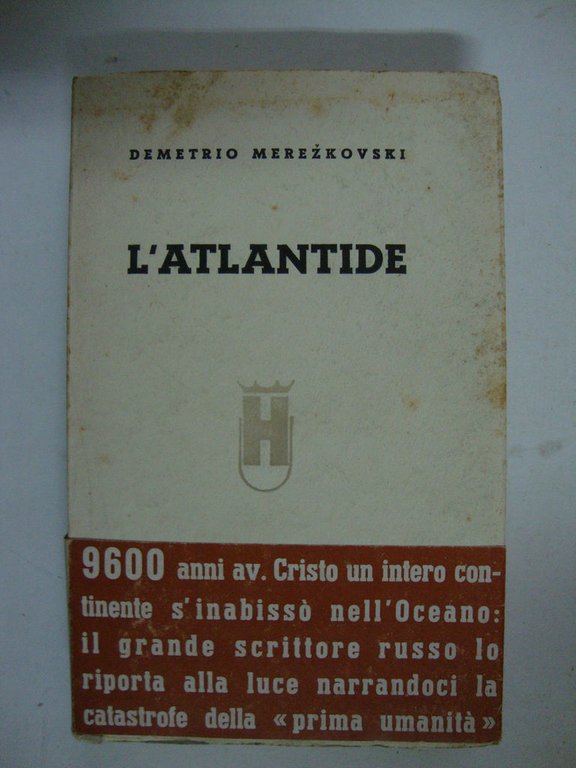 DEMETRIO MEREŽKOVSKI
L'ATLANTIDE
H
9600 anni av. Cristo un intero con-
tinente s'inabissò nell'Oceano:
il grande scrittore russo lo
riporta alla luce narrandoci la
catastrofe della « prima umanità »